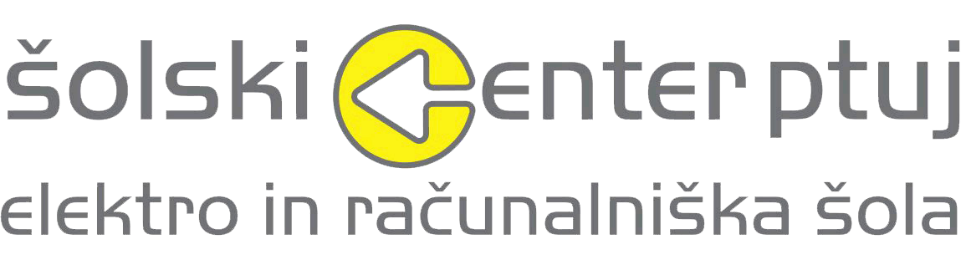 šolski center ptuj
elektro in računalniška šola